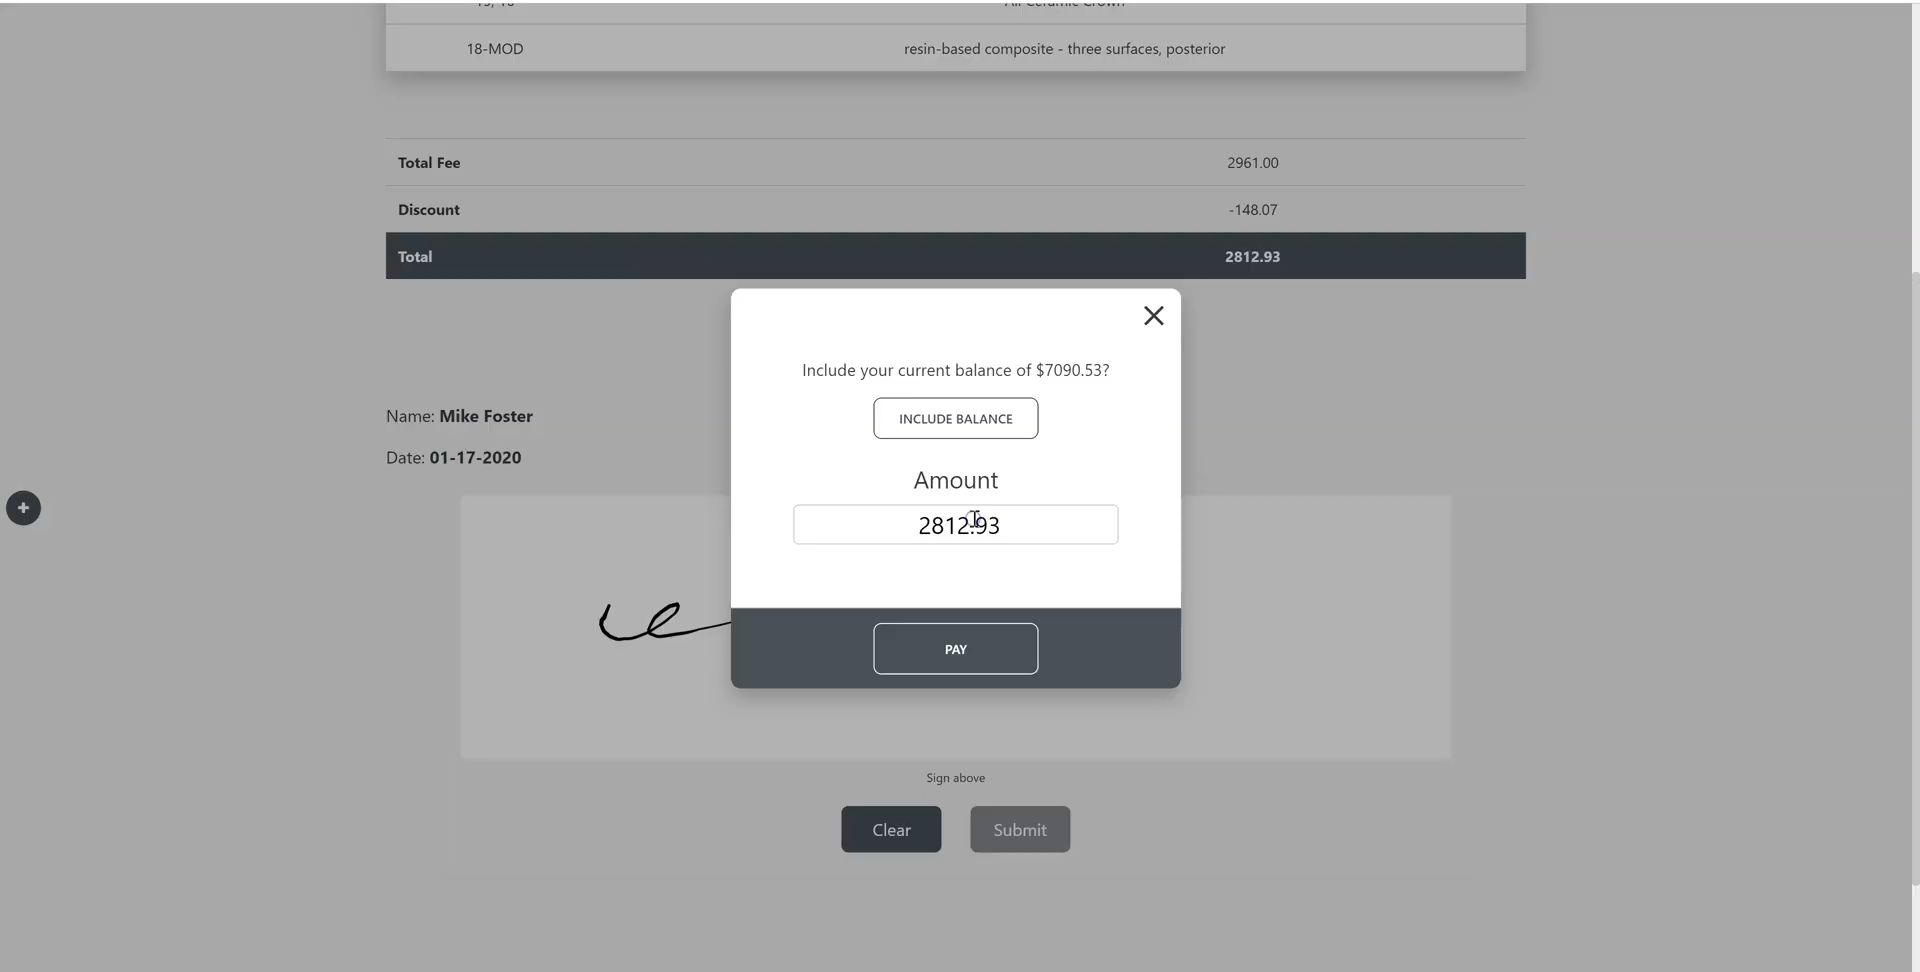 18-MOD resin-based composite - three surfaces, posterior
Total Fee 2961.00
Discount -148.07
Total 2812.93
Include your current balance of $7090.53?
INCLUDE BALANCE
Name: Mike Foster
Date: 01-17-2020
Amount
2812.93
PAY
Sign above
Clear Submit